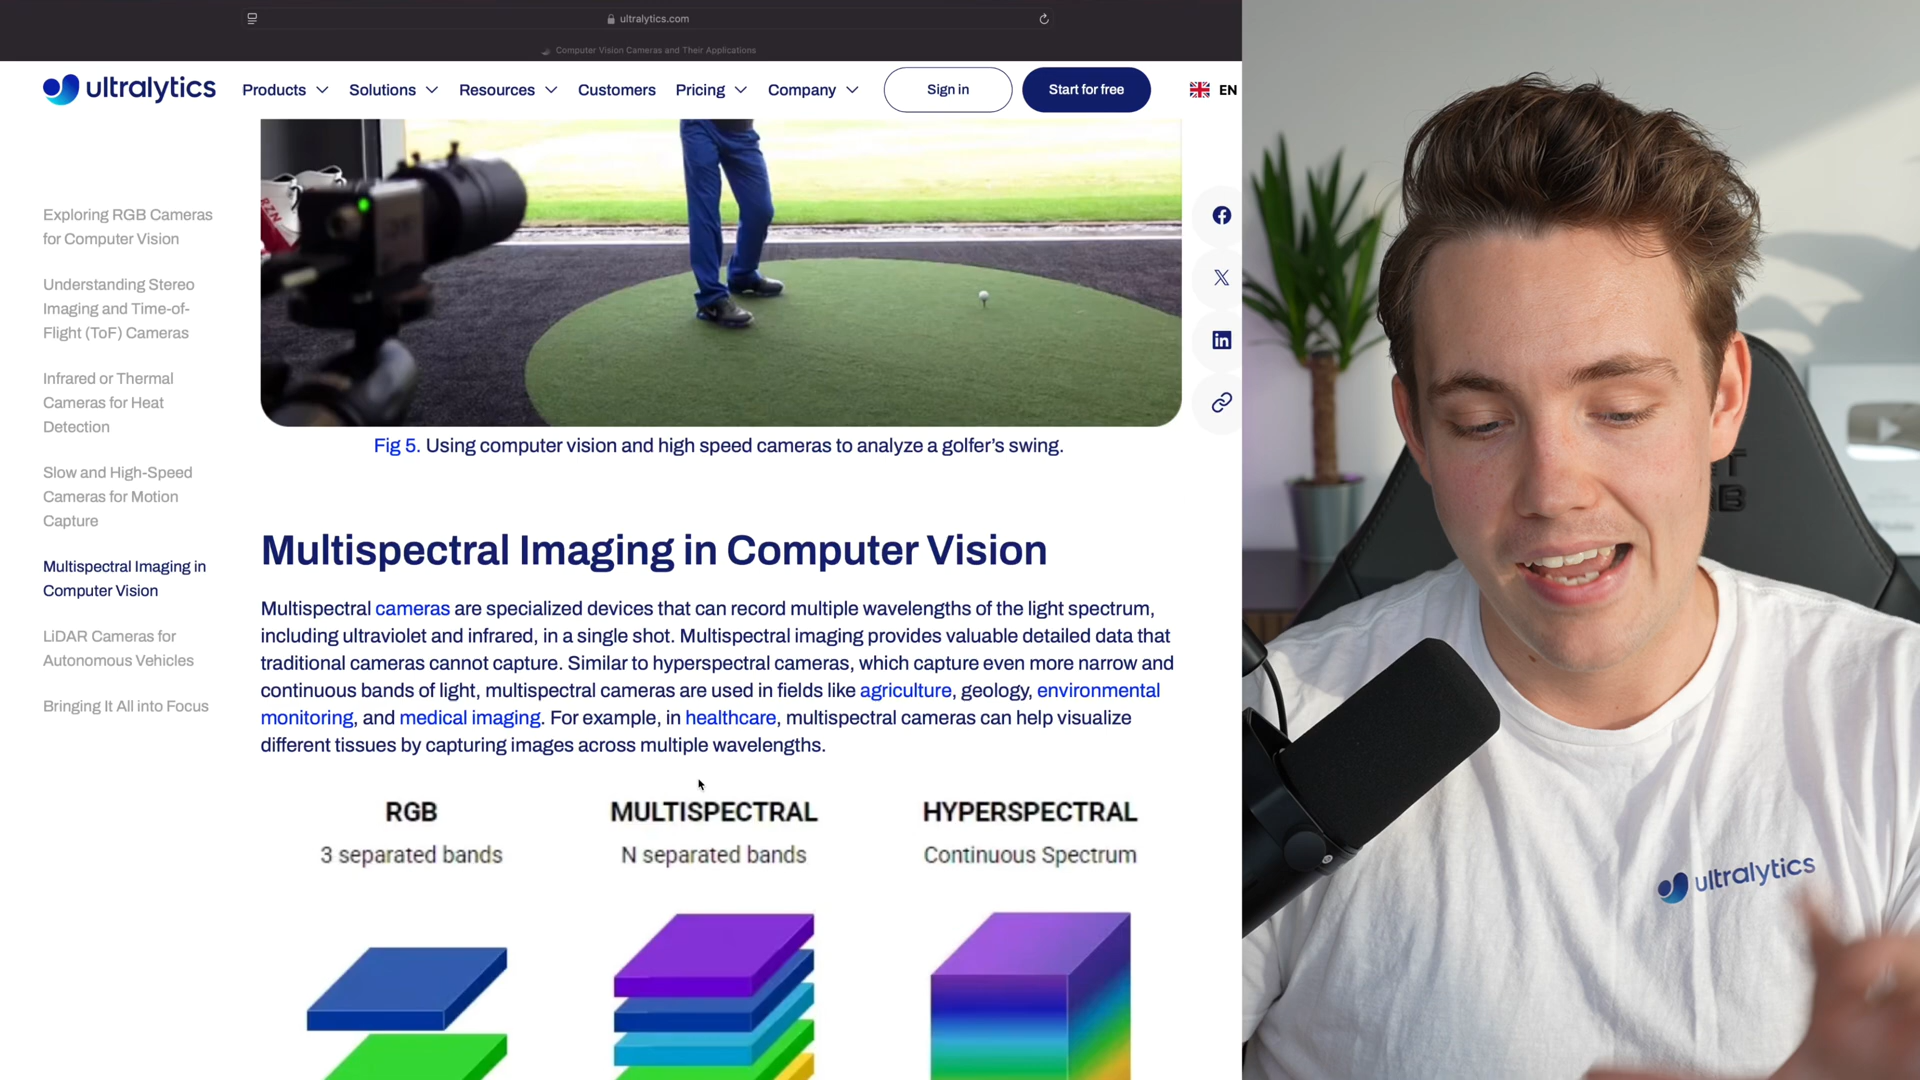 ultralytics.com
Computer Vision Cameras and Their Applications
ultralytics
Products
Solutions
Resources
Customers
Pricing
Company
Sign in
Start for free
EN
Exploring RGB Cameras
for Computer Vision
Understanding Stereo
Imaging and Time-of-
Flight (ToF) Cameras
Infrared or Thermal
Cameras for Heat
Detection
Slow and High-Speed
Cameras for Motion
Capture
Multispectral Imaging in
Computer Vision
LiDAR Cameras for
Autonomous Vehicles
Bringing It All into Focus
Fig 5. Using computer vision and high speed cameras to analyze a golfer’s swing.
Multispectral Imaging in Computer Vision
Multispectral cameras are specialized devices that can record multiple wavelengths of the light spectrum,
including ultraviolet and infrared, in a single shot. Multispectral imaging provides valuable detailed data that
traditional cameras cannot capture. Similar to hyperspectral cameras, which capture even more narrow and
continuous bands of light, multispectral cameras are used in fields like agriculture, geology, environmental
monitoring, and medical imaging. For example, in healthcare, multispectral cameras can help visualize
different tissues by capturing images across multiple wavelengths.
RGB
3 separated bands
MULTISPECTRAL
N separated bands
HYPERSPECTRAL
Continuous Spectrum
ultralytics